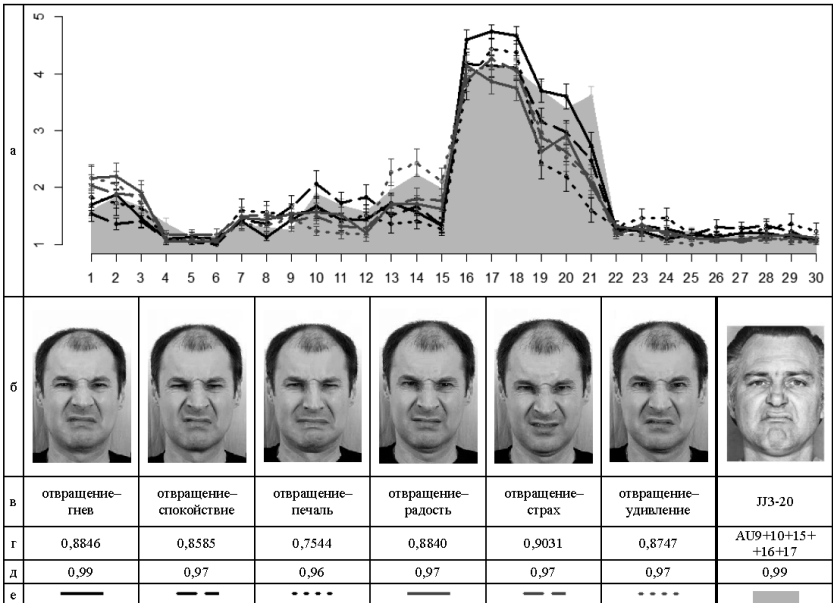 а
5
4
3
2
1
1 2 3 4 5 6 7 8 9 10 11 12 13 14 15 16 17 18 19 20 21 22 23 24 25 26 27 28 29 30
б
в
отвращение–
гнев
отвращение–
спокойствие
отвращение–
печаль
отвращение–
радость
отвращение–
страх
отвращение–
удивление
JJ3-20
г
0,8846
0,8585
0,7544
0,8840
0,9031
0,8747
AU9+10+15+
+16+17
д
0,99
0,97
0,96
0,97
0,97
0,97
0,99
е